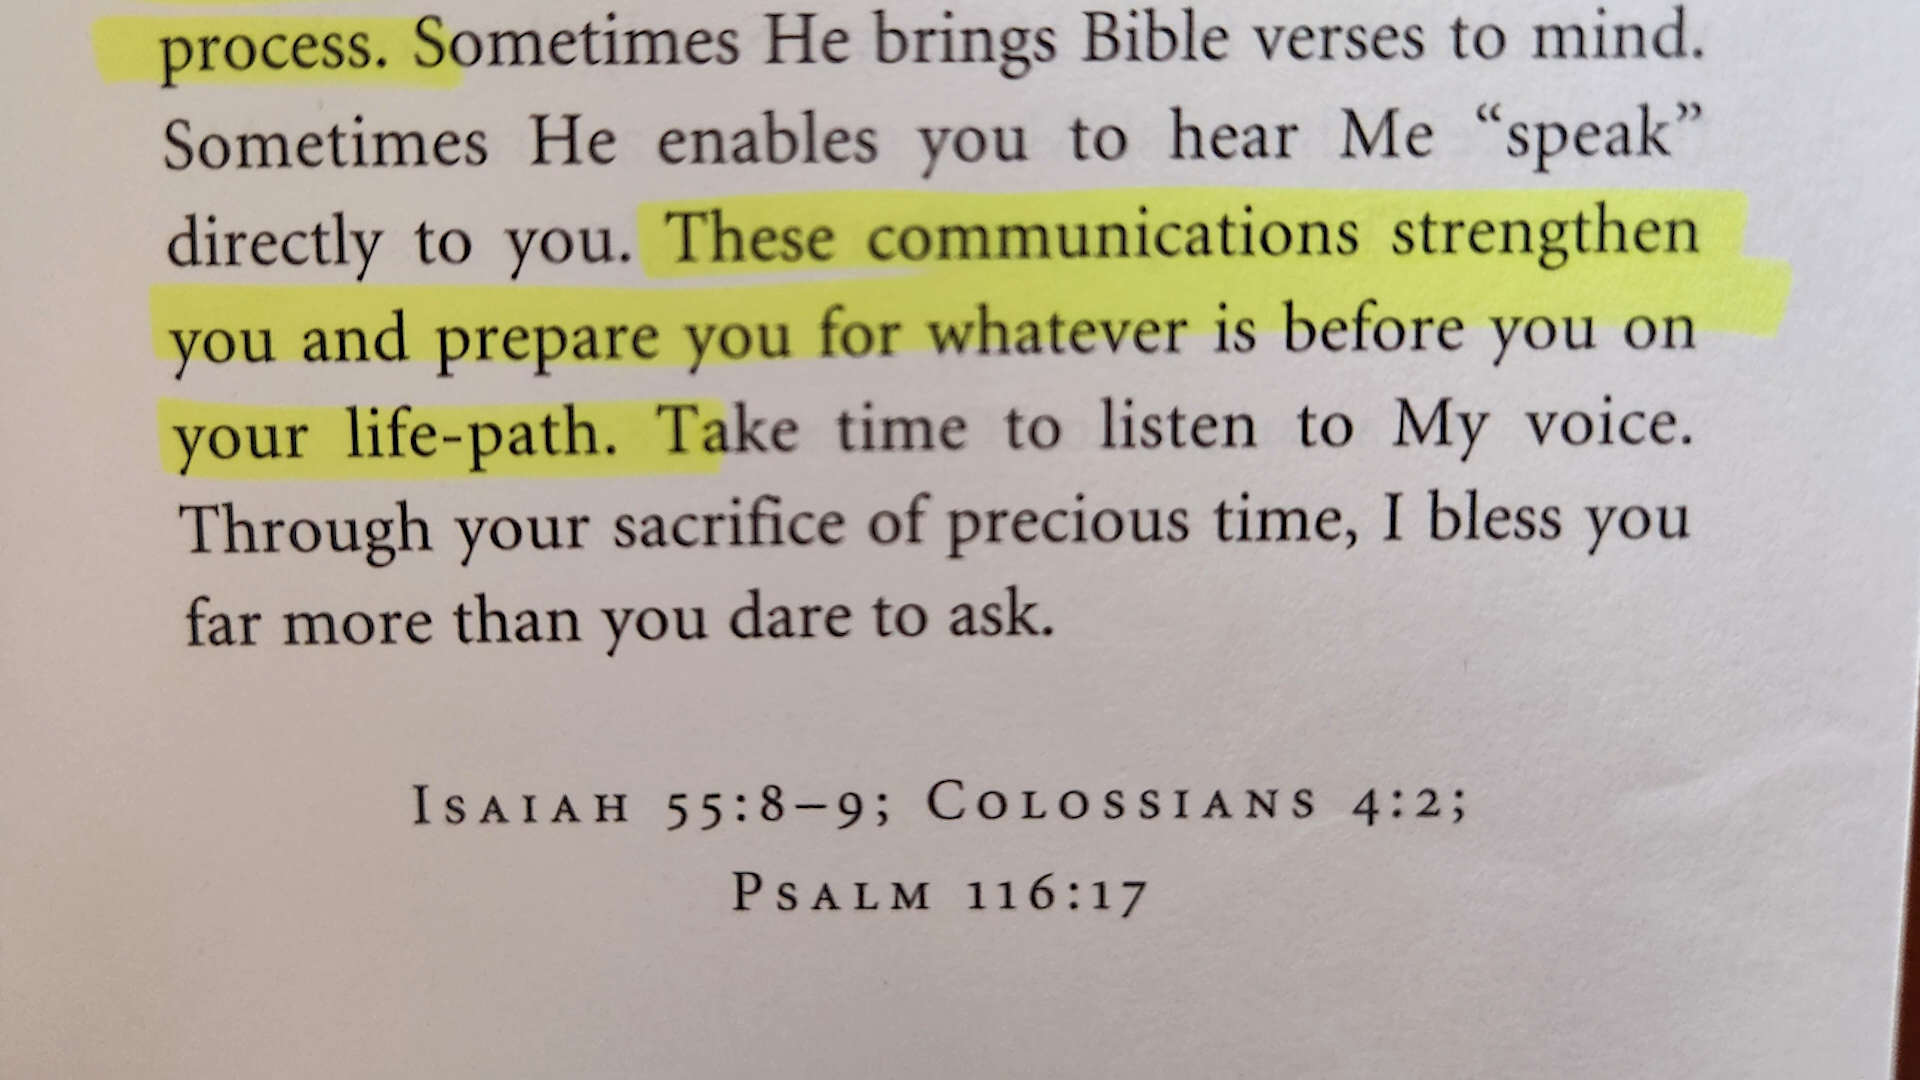 process. Sometimes He brings Bible verses to mind.
Sometimes He enables you to hear Me “speak”
directly to you. These communications strengthen
you and prepare you for whatever is before you on
your life-path. Take time to listen to My voice.
Through your sacrifice of precious time, I bless you
far more than you dare to ask.
Isaiah 55:8–9; Colossians 4:2;
Psalm 116:17